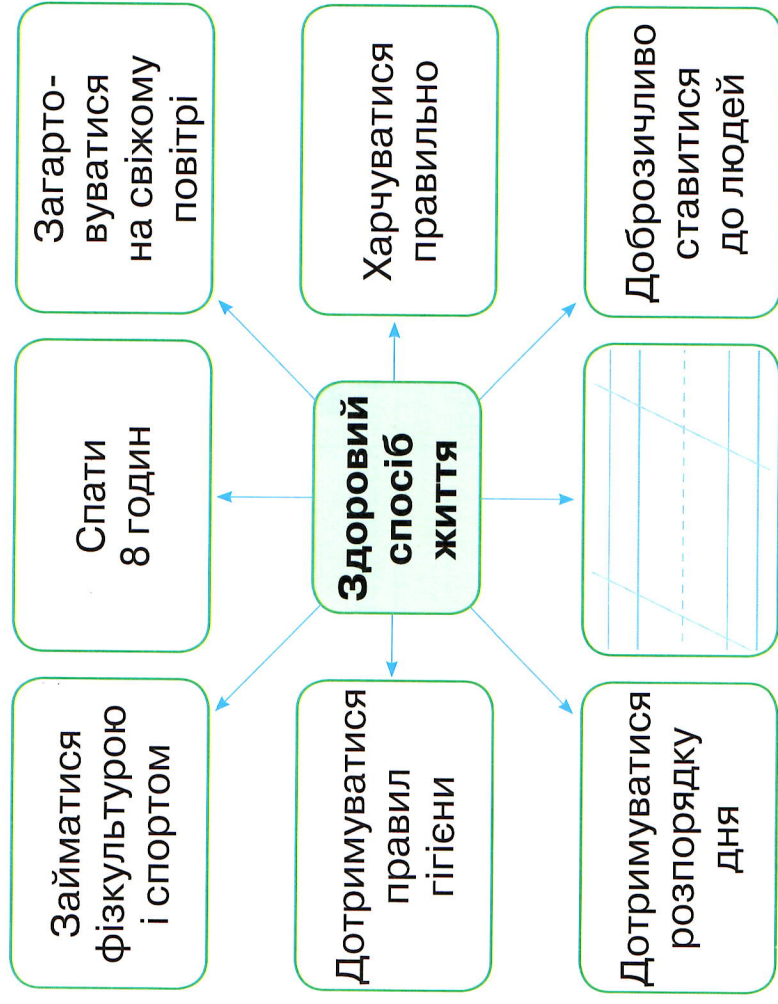 Займатися
фізкультурою
і спортом
Спати
8 годин
Загарто-
вуватися
на свіжому
повітрі
Дотримуватися
правил
гігієни
Здоровий
спосіб
життя
Харчуватися
правильно
Дотримуватися
розпорядку
дня
Доброзичливо
ставитися
до людей